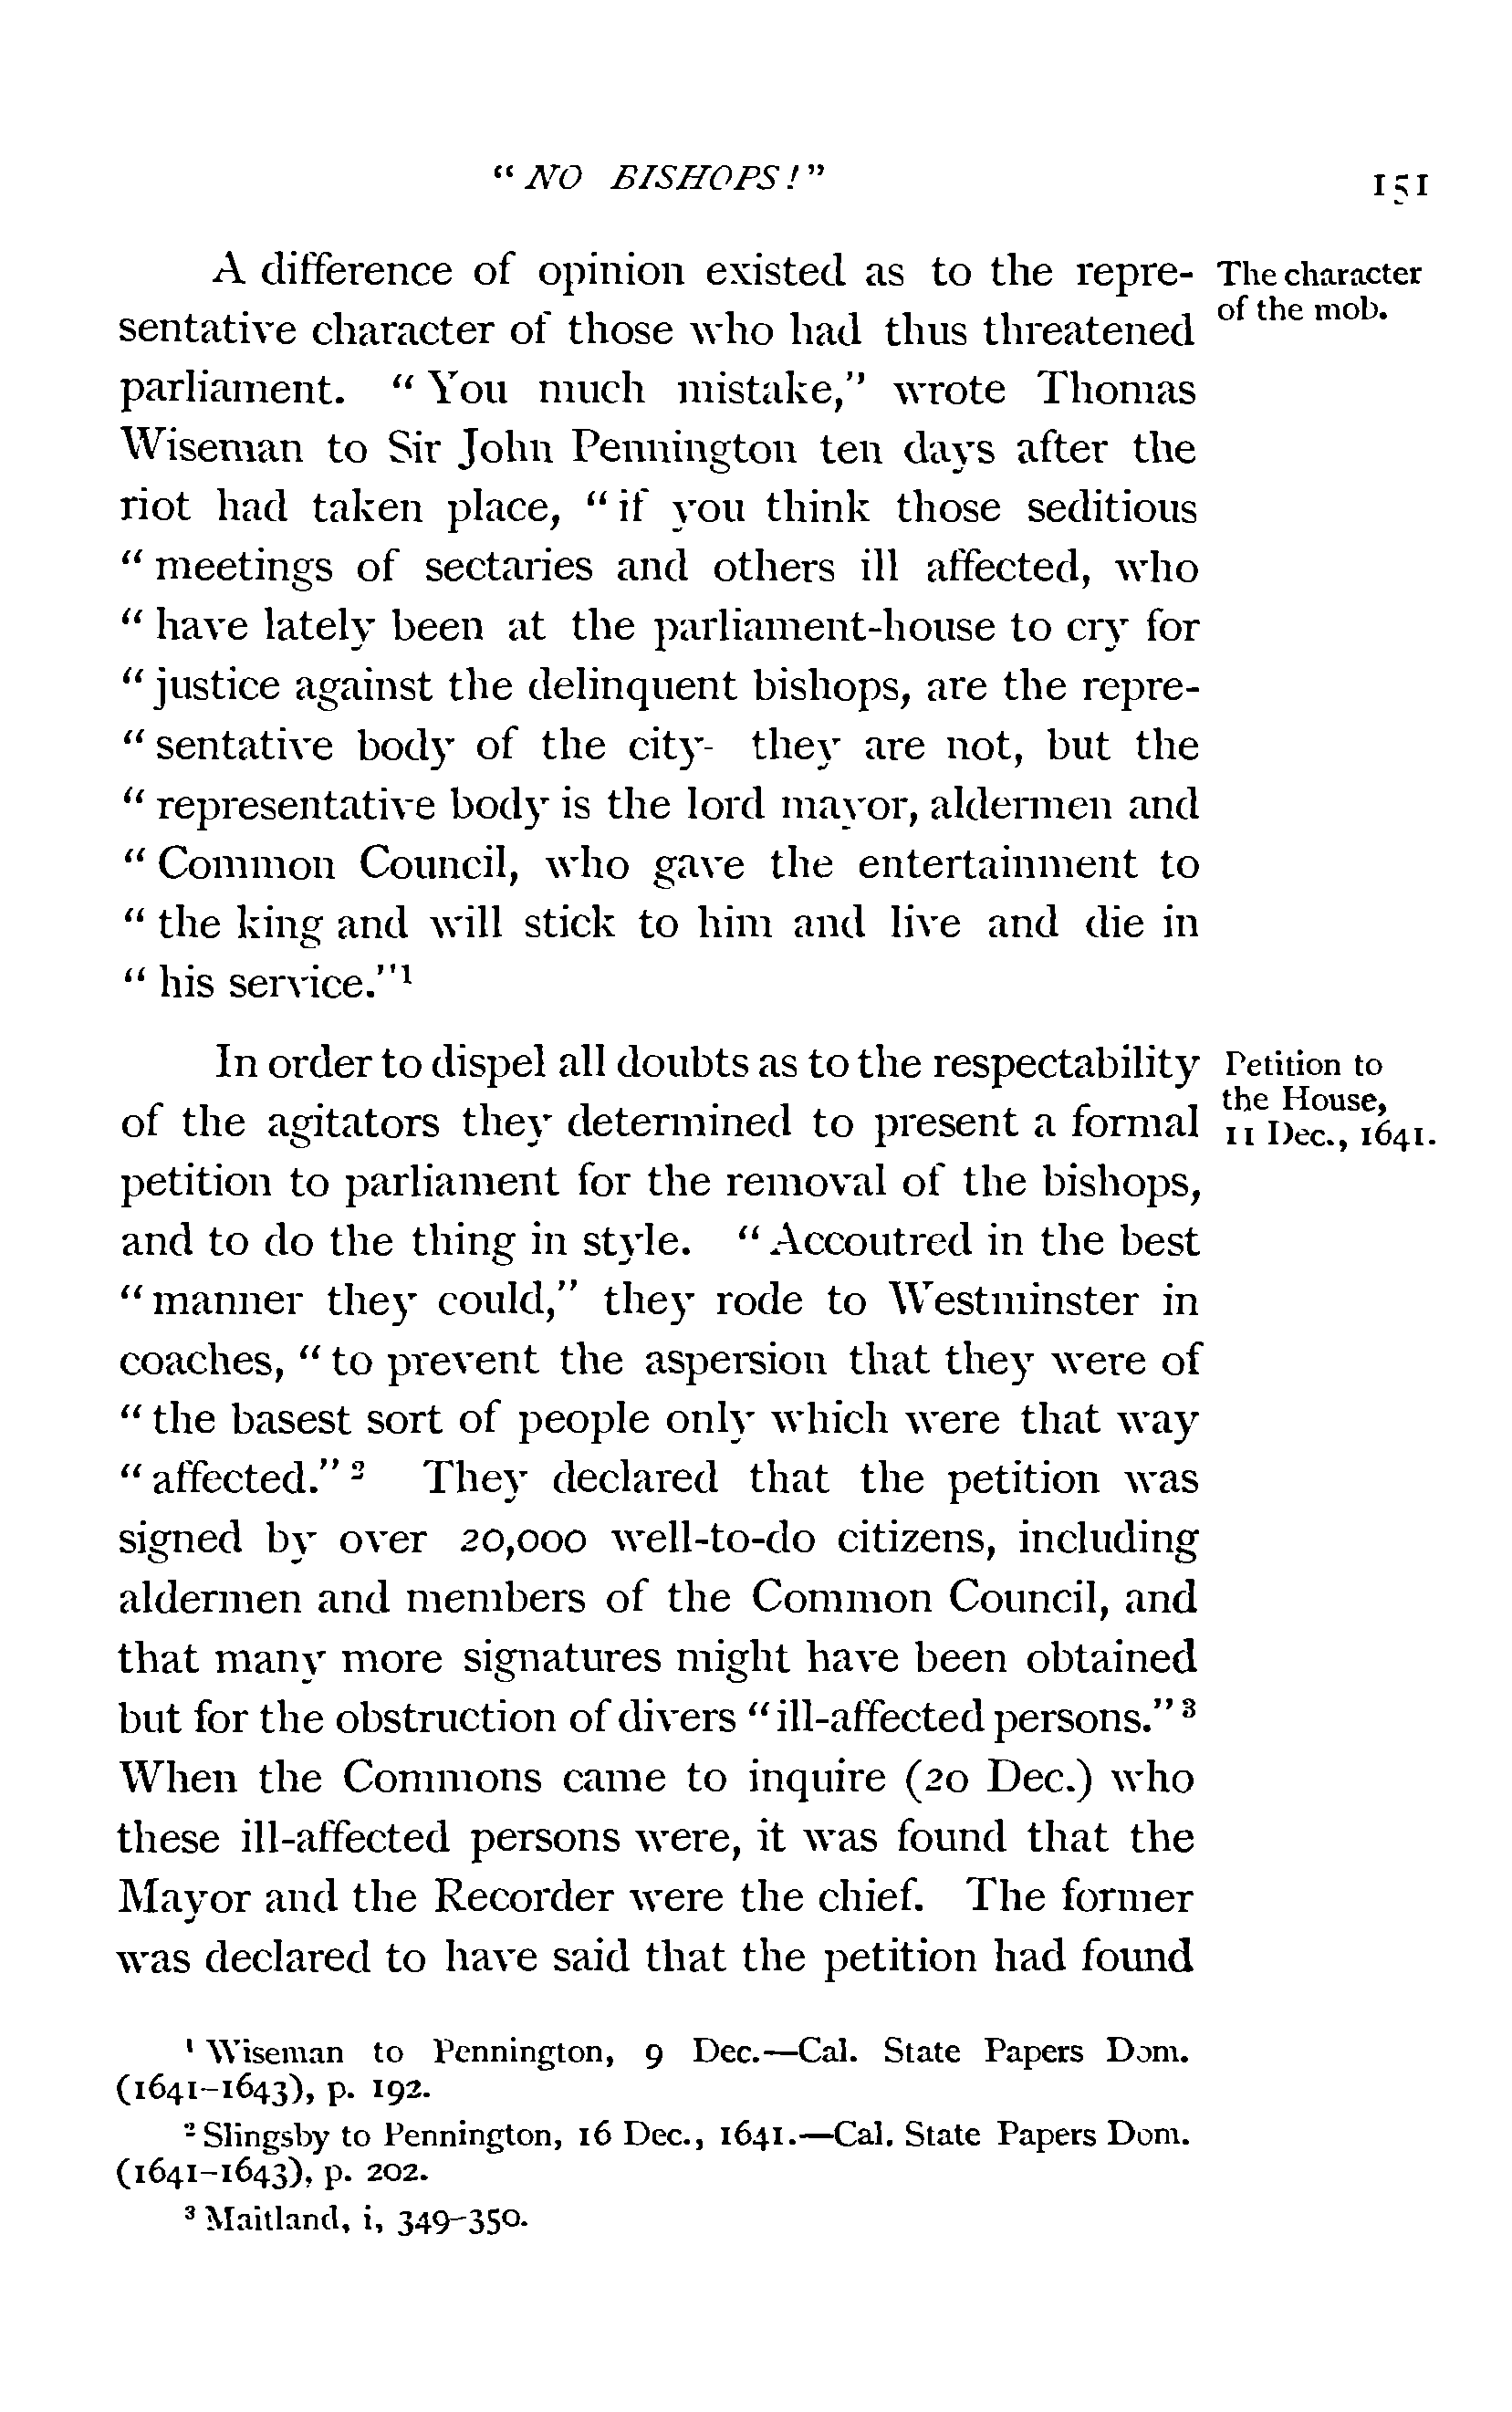 " NO BISHOPS! "
151
A difference of opinion existed as to the repre-
sentative character of those who had thus threatened
parliament. " You much mistake," wrote Thomas
Wiseman to Sir John Pennington ten days after the
riot had taken place, " if you think those seditious
" meetings of sectaries and others ill affected, who
" have lately been at the parliament-house to cry for
" justice against the delinquent bishops, are the repre-
" sentative body of the city- they are not, but the
" representative body is the lord mayor, aldermen and
" Common Council, who gave the entertainment to
" the king and will stick to him and live and die in
" his service."¹
The character
of the mob.
In order to dispel all doubts as to the respectability
of the agitators they determined to present a formal
petition to parliament for the removal of the bishops,
and to do the thing in style. " Accoutred in the best
" manner they could," they rode to Westminster in
coaches, " to prevent the aspersion that they were of
" the basest sort of people only which were that way
" affected." ² They declared that the petition was
signed by over 20,000 well-to-do citizens, including
aldermen and members of the Common Council, and
that many more signatures might have been obtained
but for the obstruction of divers " ill-affected persons." ³
When the Commons came to inquire (20 Dec.) who
these ill-affected persons were, it was found that the
Mayor and the Recorder were the chief. The former
was declared to have said that the petition had found
Petition to
the House,
11 Dec., 1641.
¹ Wiseman to Pennington, 9 Dec.—Cal. State Papers Dom.
(1641-1643), p. 192.
² Slingsby to Pennington, 16 Dec., 1641.—Cal. State Papers Dom.
(1641-1643), p. 202.
³ Maitland, i, 349-350.